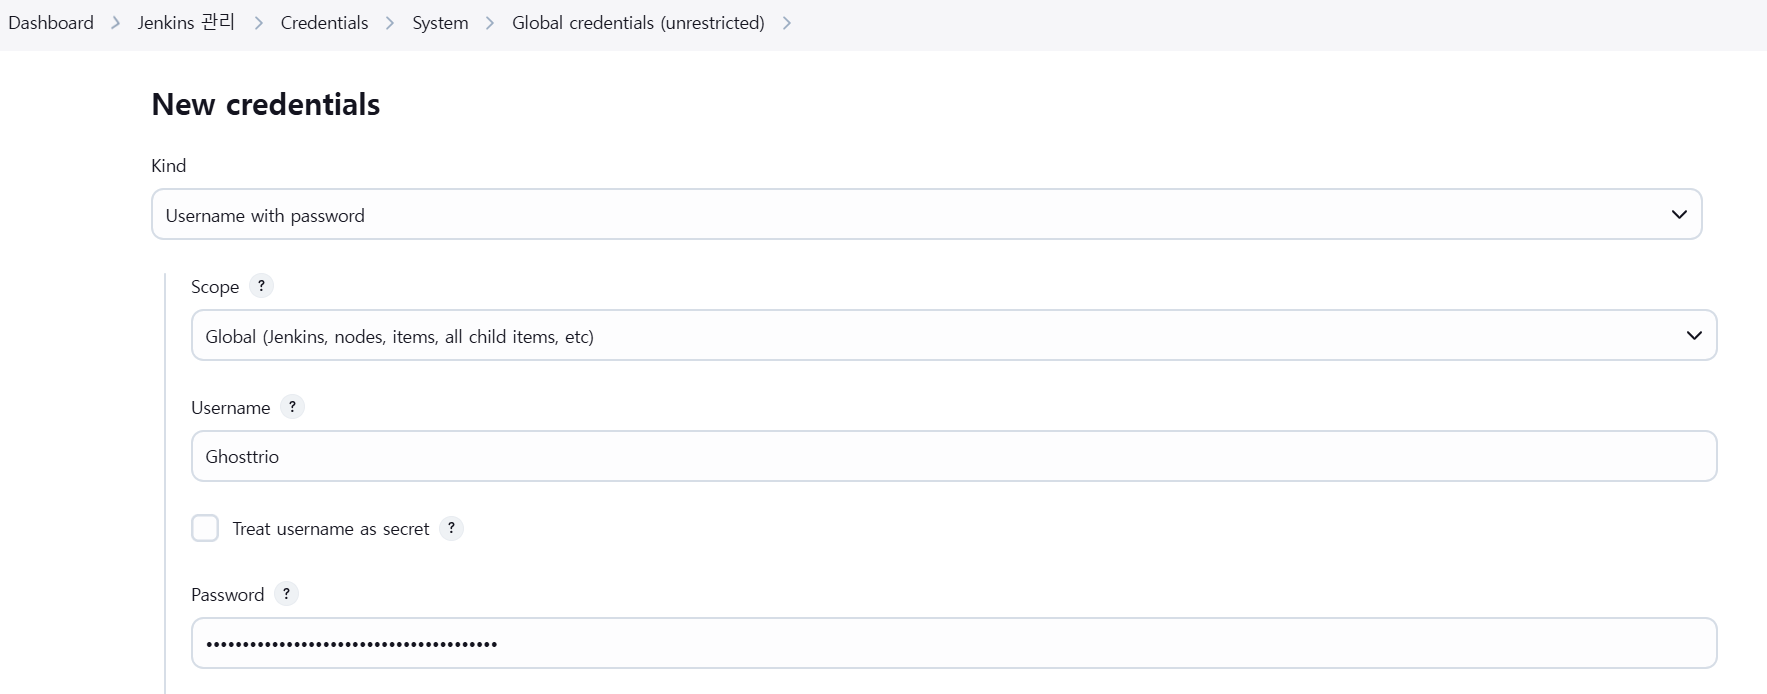 Dashboard > Jenkins 관리 > Credentials > System > Global credentials (unrestricted) >
New credentials
Kind
Username with password
Scope ?
Global (Jenkins, nodes, items, all child items, etc)
Username ?
Ghosttrio
Treat username as secret ?
Password ?
••••••••••••••••••••••••••••••••••••••••